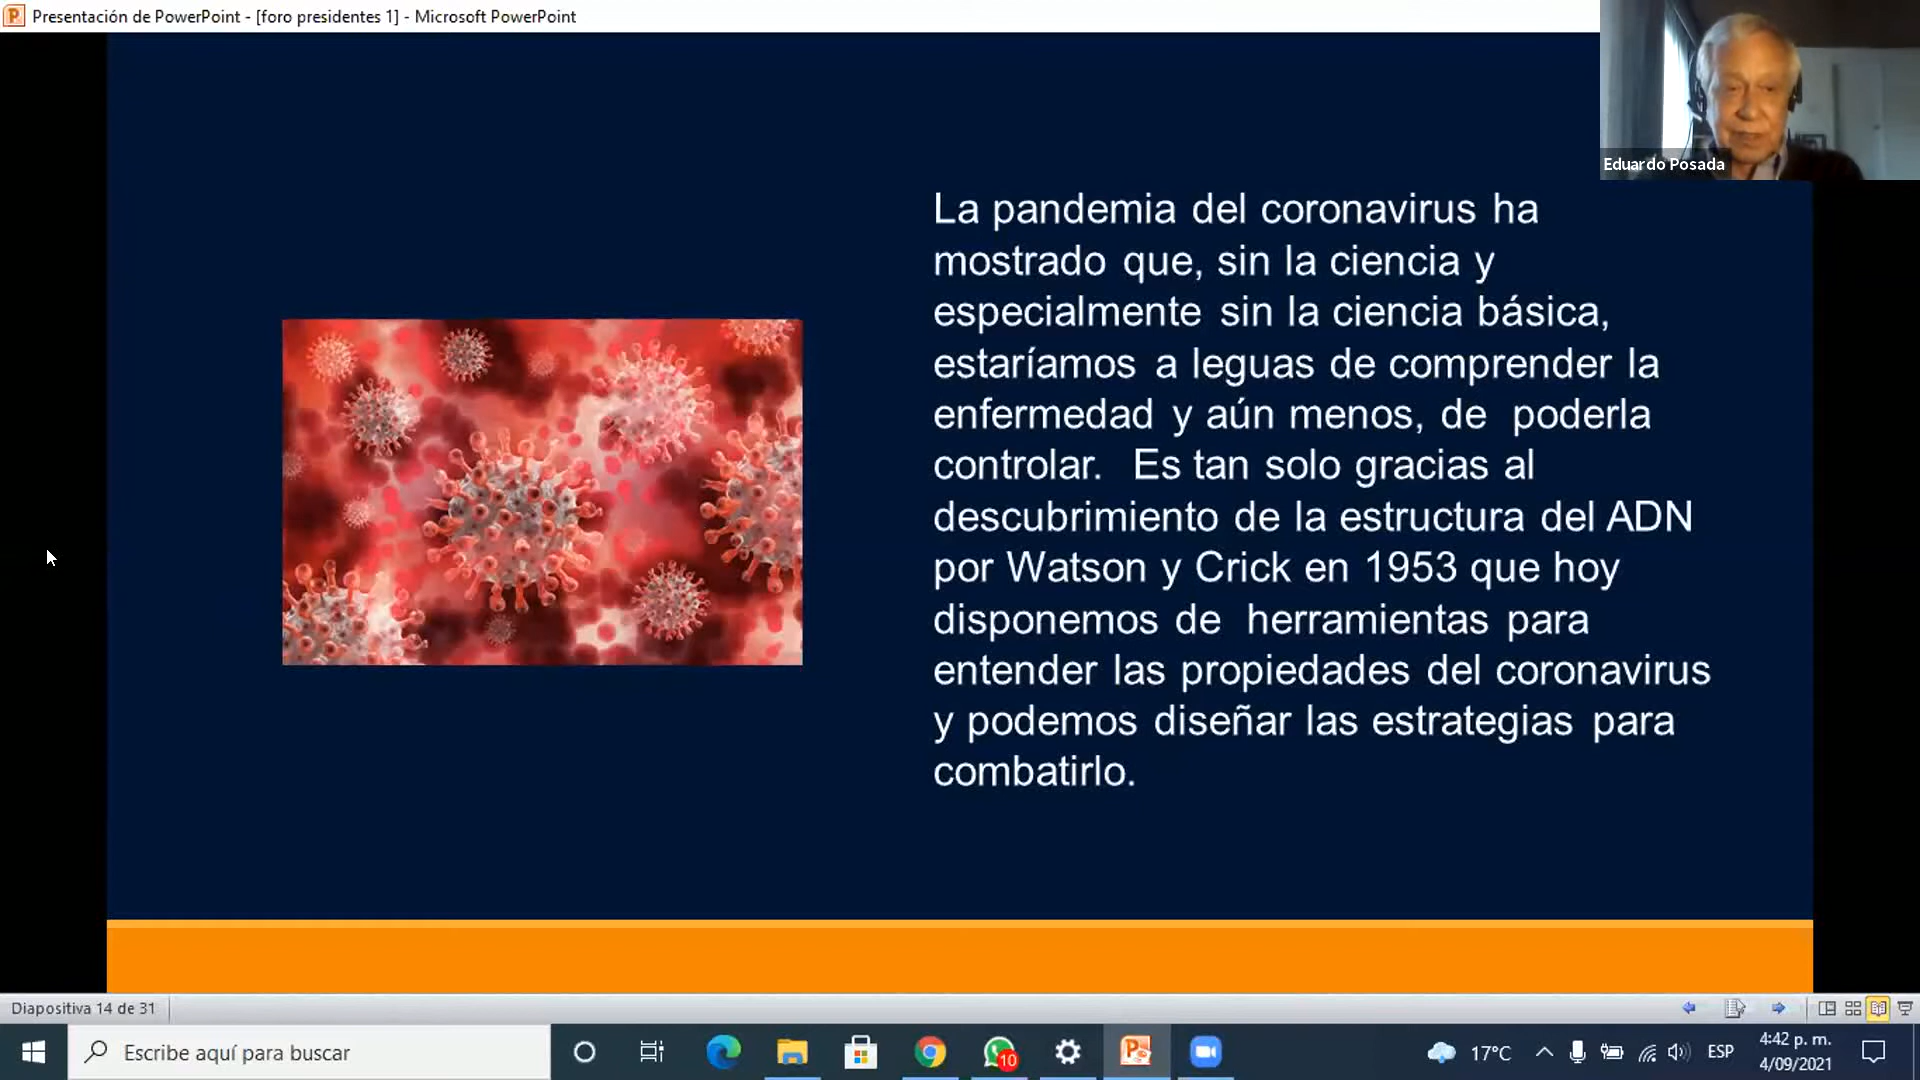 Presentación de PowerPoint - [foro presidentes 1] - Microsoft PowerPoint
Eduardo Posada
La pandemia del coronavirus ha
mostrado que, sin la ciencia y
especialmente sin la ciencia básica,
estaríamos a leguas de comprender la
enfermedad y aún menos, de poderla
controlar. Es tan solo gracias al
descubrimiento de la estructura del ADN
por Watson y Crick en 1953 que hoy
disponemos de herramientas para
entender las propiedades del coronavirus
y podemos diseñar las estrategias para
combatirlo.
Diapositiva 14 de 31
Escribe aquí para buscar
10
17°C
ESP
4:42 p. m.
4/09/2021